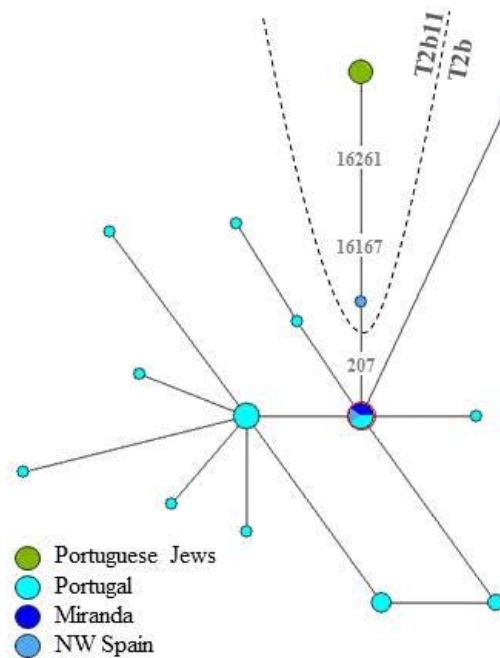 T2b11
T2b
16261
16167
207
Portuguese Jews
Portugal
Miranda
NW Spain